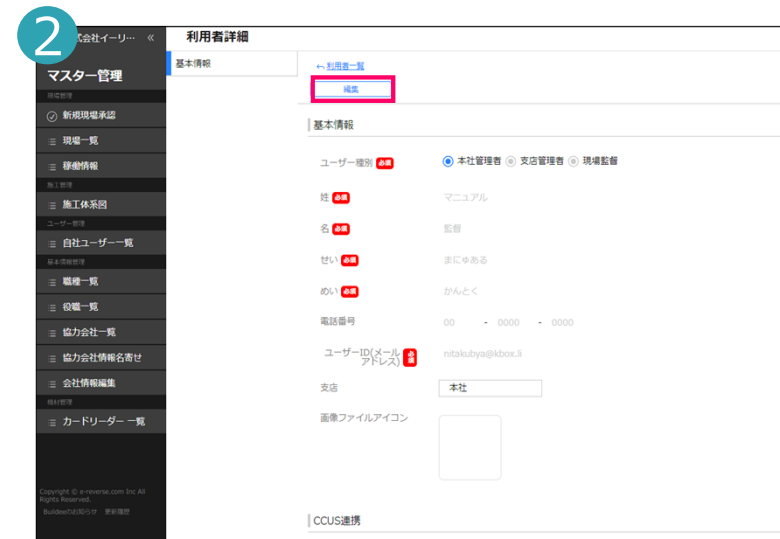 2
式会社イーリ… «
利用者詳細
マスター管理
基本情報
←利用者一覧
編集
現場管理
新規現場承認
現場一覧
稼働情報
施工管理
施工体系図
ユーザー管理
自社ユーザー一覧
基本情報管理
職種一覧
役職一覧
協力会社一覧
協力会社情報名寄せ
会社情報編集
機材管理
カードリーダー 一覧
Copyright © e-reverse.com Inc All
Rights Reserved.
Buildeeのお知らせ 更新履歴
基本情報
ユーザー種別 必須 本社管理者 支店管理者 現場監督
姓 必須 マニュアル
名 必須 監督
せい 必須 まにゅある
めい 必須 かんとく
電話番号 00 - 0000 - 0000
ユーザーID(メール
アドレス) 必須 nitakubya@kbox.li
支店 本社
画像ファイルアイコン
CCUS連携